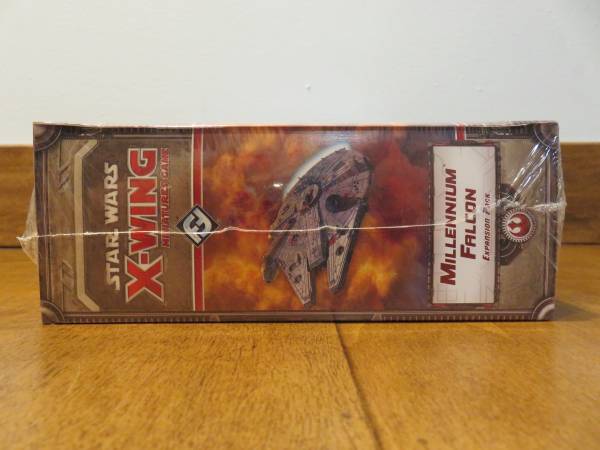 STAR WARS
X-WING
MINIATURES GAME
MILLENNIUM
FALCON
EXPANSION PACK